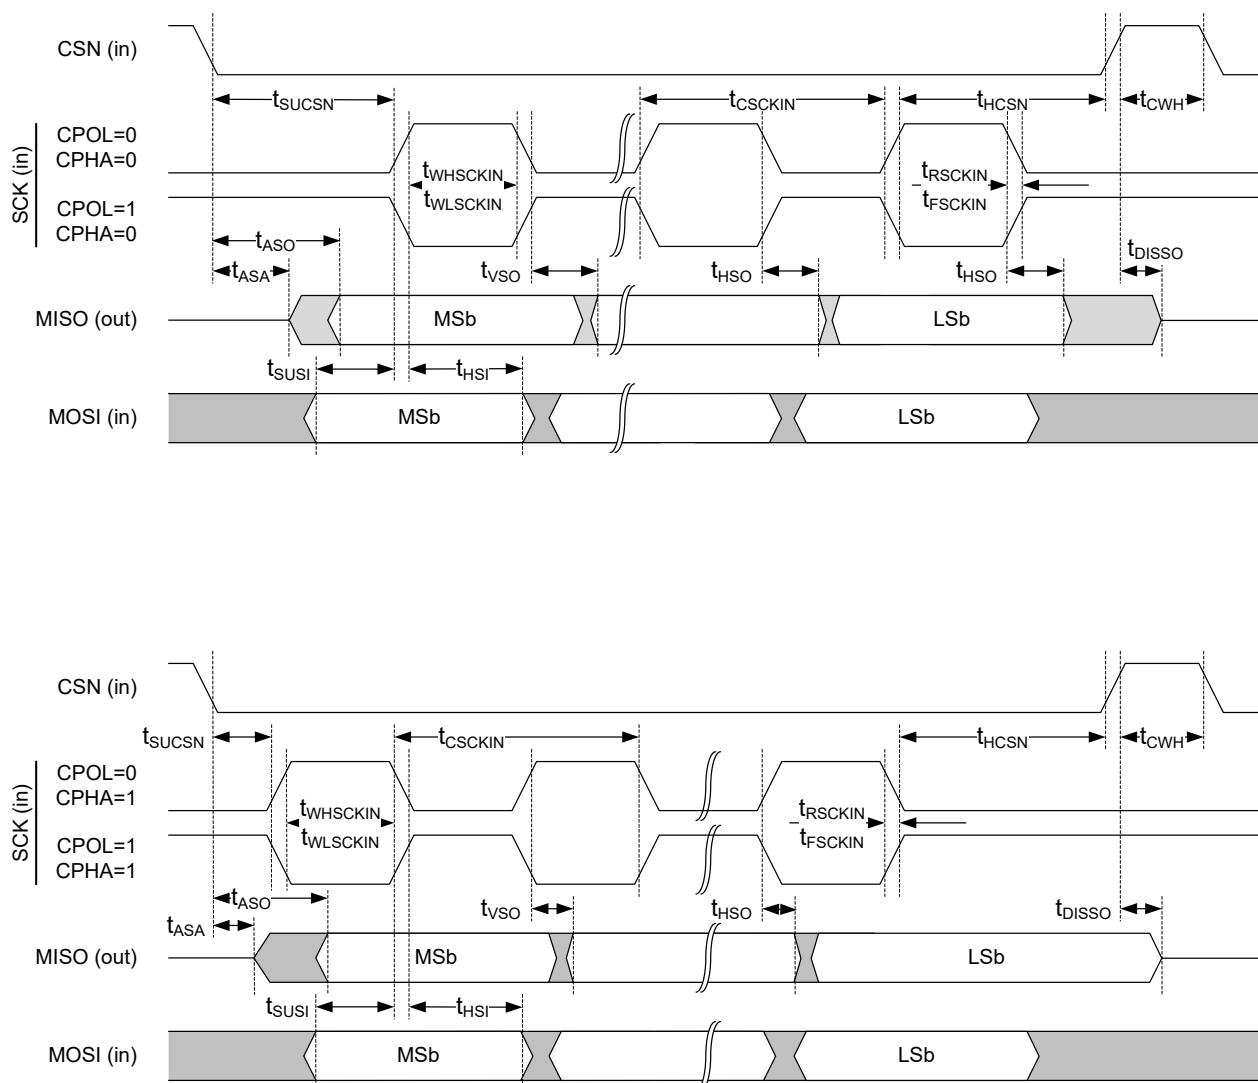 CSN (in)
tSUCSN
tCSCKIN
tHCSN
tCWH
SCK (in)
CPOL=0
CPHA=0
tWHSCKIN
tWLSCKIN
tRSCKIN
tFSCKIN
CPOL=1
CPHA=0
tASO
tASA
tVSO
tHSO
tHSO
tDISSO
MISO (out)
MSb
LSb
tSUSI
tHSI
MOSI (in)
MSb
LSb
CSN (in)
tSUCSN
tCSCKIN
tHCSN
tCWH
SCK (in)
CPOL=0
CPHA=1
tWHSCKIN
tWLSCKIN
tRSCKIN
tFSCKIN
CPOL=1
CPHA=1
tASO
tASA
tVSO
tHSO
tDISSO
MISO (out)
MSb
LSb
tSUSI
tHSI
MOSI (in)
MSb
LSb